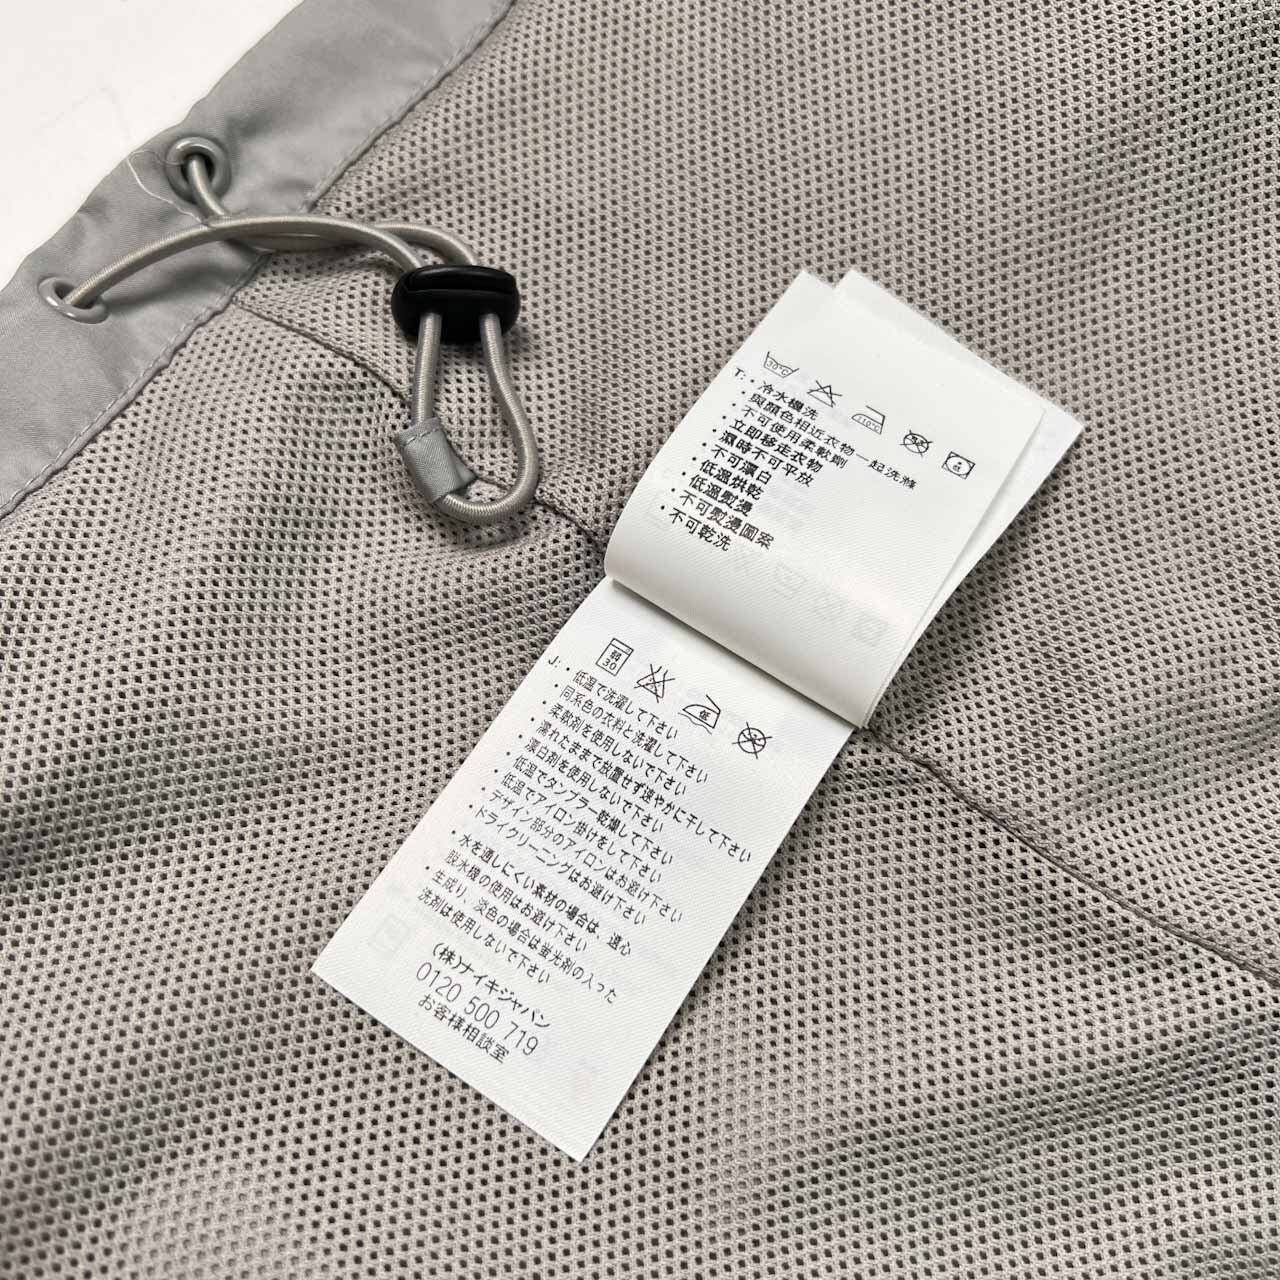 30°C
110°C
T:・冷水機洗
・與顏色相近衣物一起洗滌
・不可使用柔軟劑
・立即移走衣物
・濕時不可平放
・不可漂白
・低溫烘乾
・低溫熨燙
・不可熨燙圖案
・不可乾洗
弱
30
低
J:・低温で洗濯して下さい
・同系色の衣料と洗濯して下さい
・柔軟剤を使用しないで下さい
・濡れたままで放置せず速やかに干して下さい
・漂白剤を使用しないで下さい
・低温でタンブラー乾燥して下さい
・低温でアイロン掛けをして下さい
・デザイン部分のアイロンはお避け下さい
・ドライクリーニングはお避け下さい
・水を通しにくい素材の場合は、遠心
脱水機の使用はお避け下さい
・生成り、淡色の場合は蛍光剤の入った
洗剤は使用しないで下さい
(株)ナイキジャパン
0120 500 719
お客様相談室